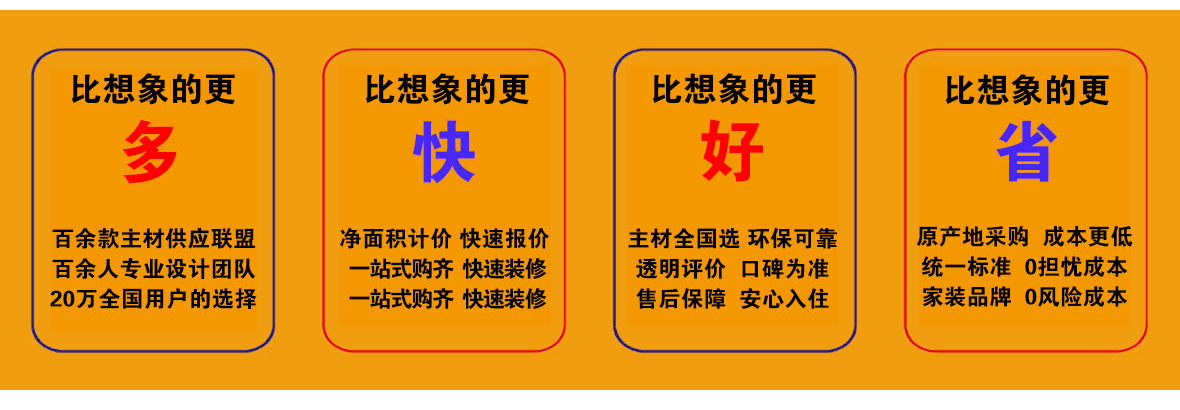 比想象的更
多
百余款主材供应联盟
百余人专业设计团队
20万全国用户的选择
比想象的更
快
净面积计价 快速报价
一站式购齐 快速装修
一站式购齐 快速装修
比想象的更
好
主材全国选 环保可靠
透明评价 口碑为准
售后保障 安心入住
比想象的更
省
原产地采购 成本更低
统一标准 0担忧成本
家装品牌 0风险成本